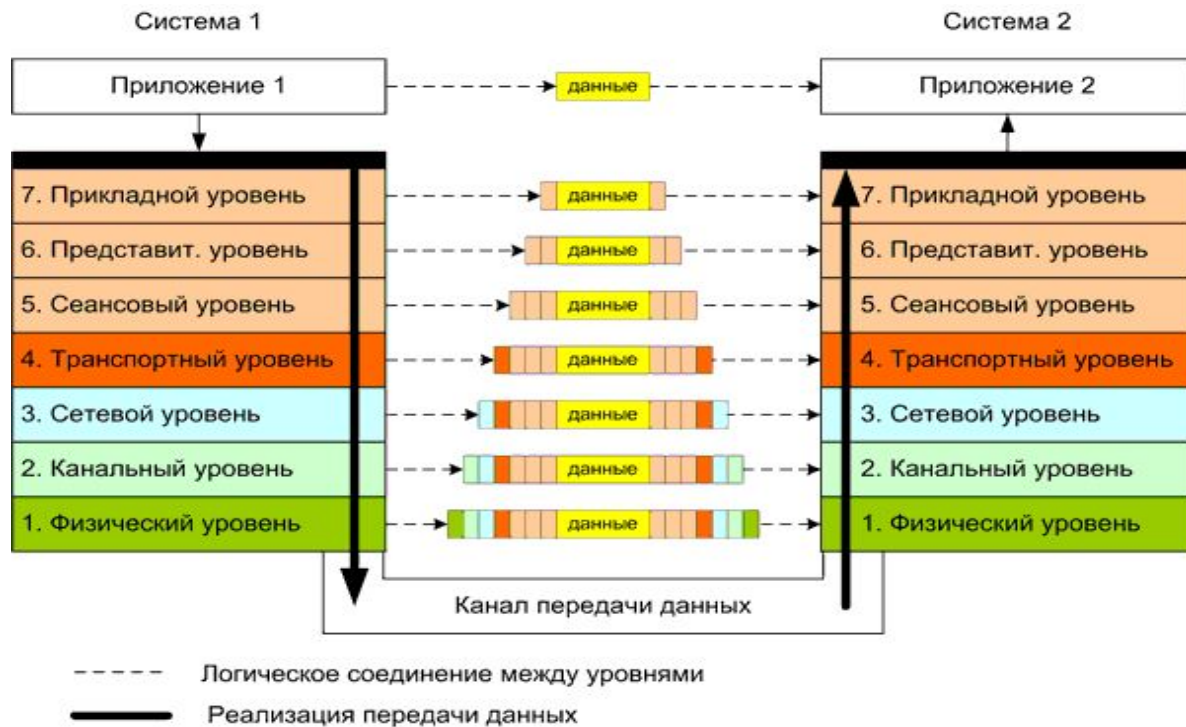 Система 1
Система 2
Приложение 1
данные
Приложение 2
7. Прикладной уровень
данные
7. Прикладной уровень
6. Представит. уровень
данные
6. Представит. уровень
5. Сеансовый уровень
данные
5. Сеансовый уровень
4. Транспортный уровень
данные
4. Транспортный уровень
3. Сетевой уровень
данные
3. Сетевой уровень
2. Канальный уровень
данные
2. Канальный уровень
1. Физический уровень
данные
1. Физический уровень
Канал передачи данных
Логическое соединение между уровнями
Реализация передачи данных